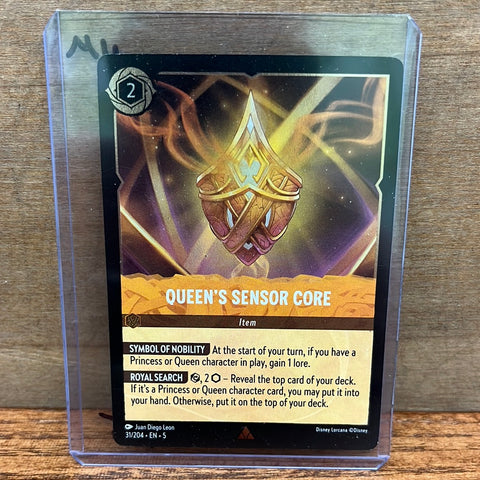 2
QUEEN'S SENSOR CORE
Item
SYMBOL OF NOBILITY At the start of your turn, if you have a
Princess or Queen character in play, gain 1 lore.
ROYAL SEARCH , 2 – Reveal the top card of your deck.
If it's a Princess or Queen character card, you may put it into
your hand. Otherwise, put it on the top of your deck.
Juan Diego Leon
31/204 • EN • 5
Disney Lorcana ©Disney